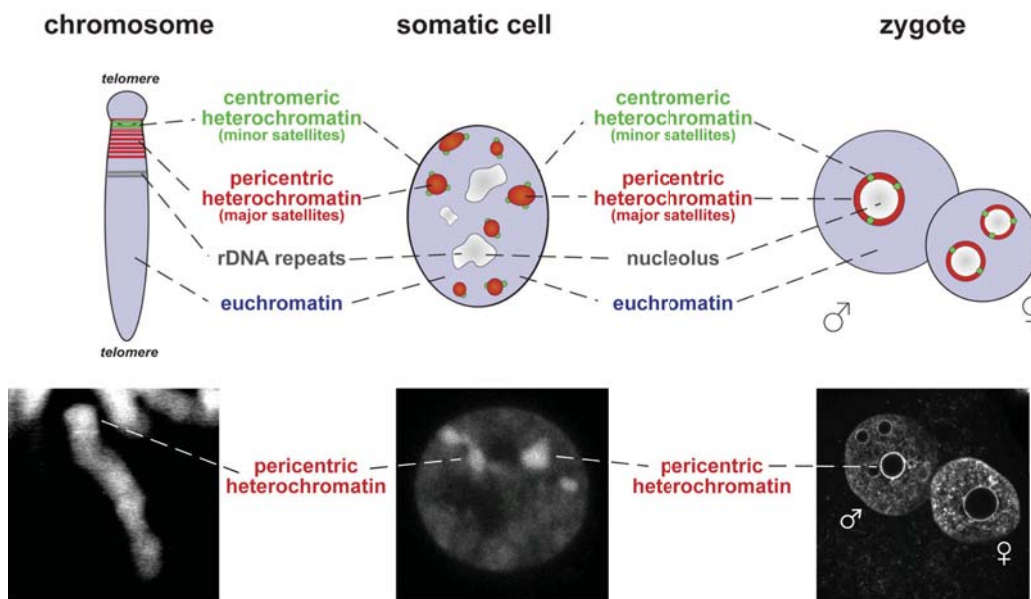 chromosome
somatic cell
zygote
telomere
centromeric
heterochromatin
(minor satellites)
pericentric
heterochromatin
(major satellites)
rDNA repeats
euchromatin
telomere
centromeric
heterochromatin
(minor satellites)
pericentric
heterochromatin
(major satellites)
nucleolus
euchromatin
♂
♀
pericentric
heterochromatin
pericentric
heterochromatin
♂
♀